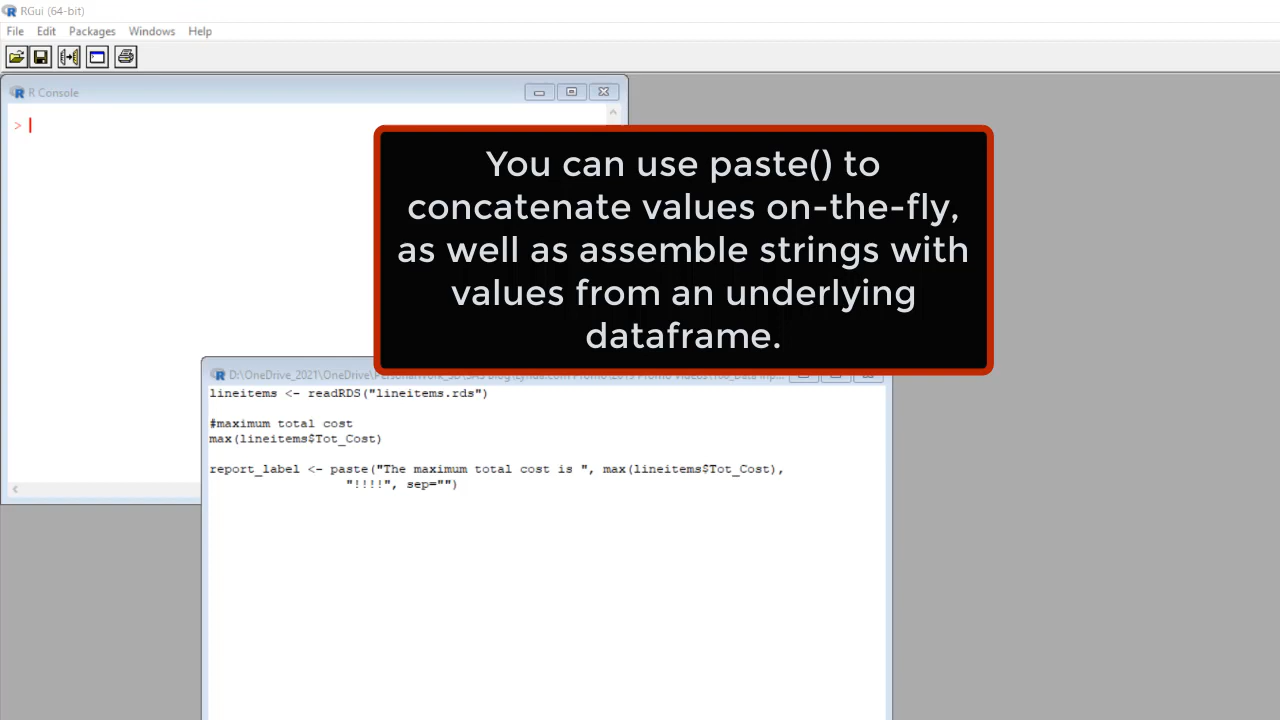 RGui (64-bit)
File Edit Packages Windows Help
R Console
>
You can use paste() to
concatenate values on-the-fly,
as well as assemble strings with
values from an underlying
dataframe.
lineitems <- readRDS("lineitems.rds")
#maximum total cost
max(lineitems$Tot_Cost)
report_label <- paste("The maximum total cost is ", max(lineitems$Tot_Cost),
"!!!!", sep="")